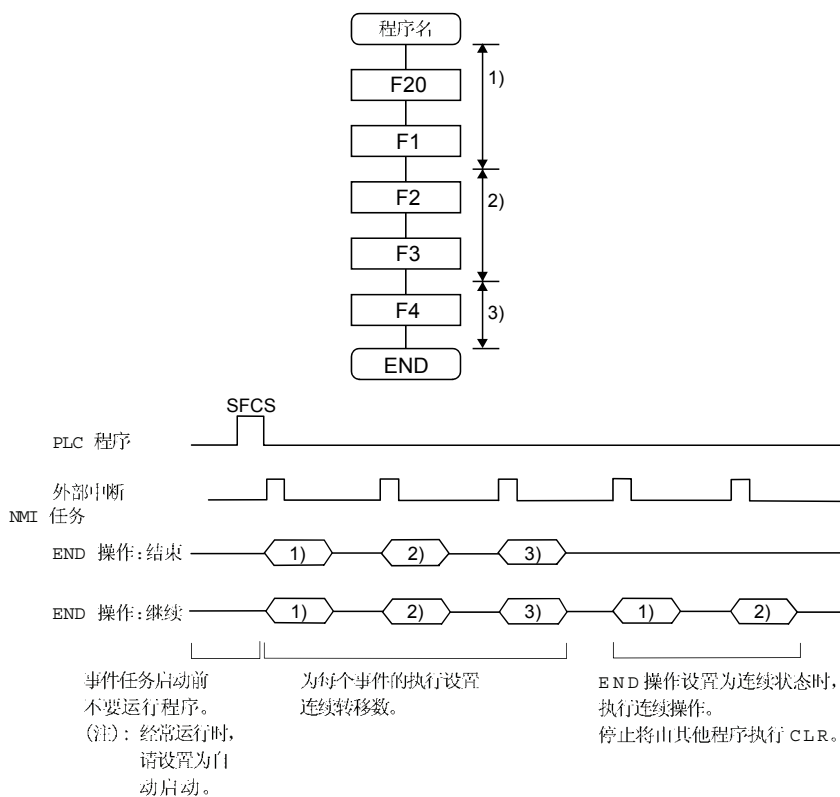 程序名
F20
1)
F1
F2
2)
F3
F4
3)
END
SFCS
PLC 程序
外部中断
NMI 任务
END 操作:结束
1)
2)
3)
END 操作:继续
1)
2)
3)
1)
2)
事件任务启动前
不要运行程序。
(注): 经常运行时,
请设置为自
动启动。
为每个事件的执行设置
连续转移数。
END 操作设置为连续状态时,
执行连续操作。
停止将由其他程序执行 CLR。